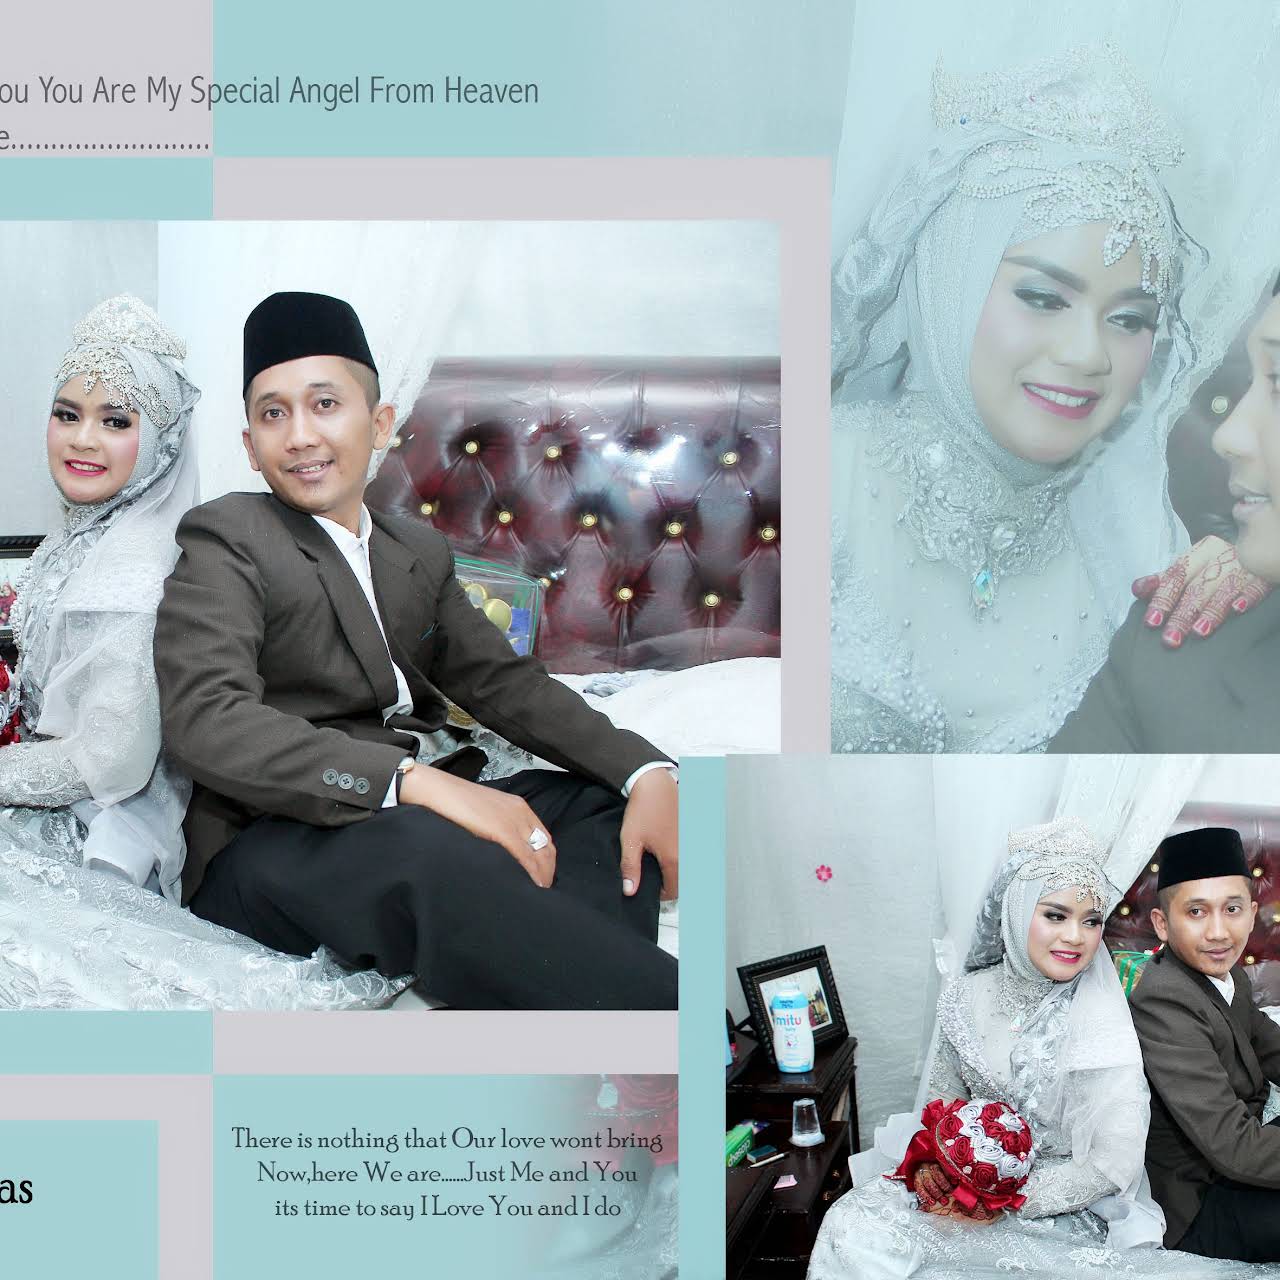 ou You Are My Special Angel From Heaven
e.........................
mitu
baby
There is nothing that Our love wont bring
Now,here We are......Just Me and You
its time to say I Love You and I do
as